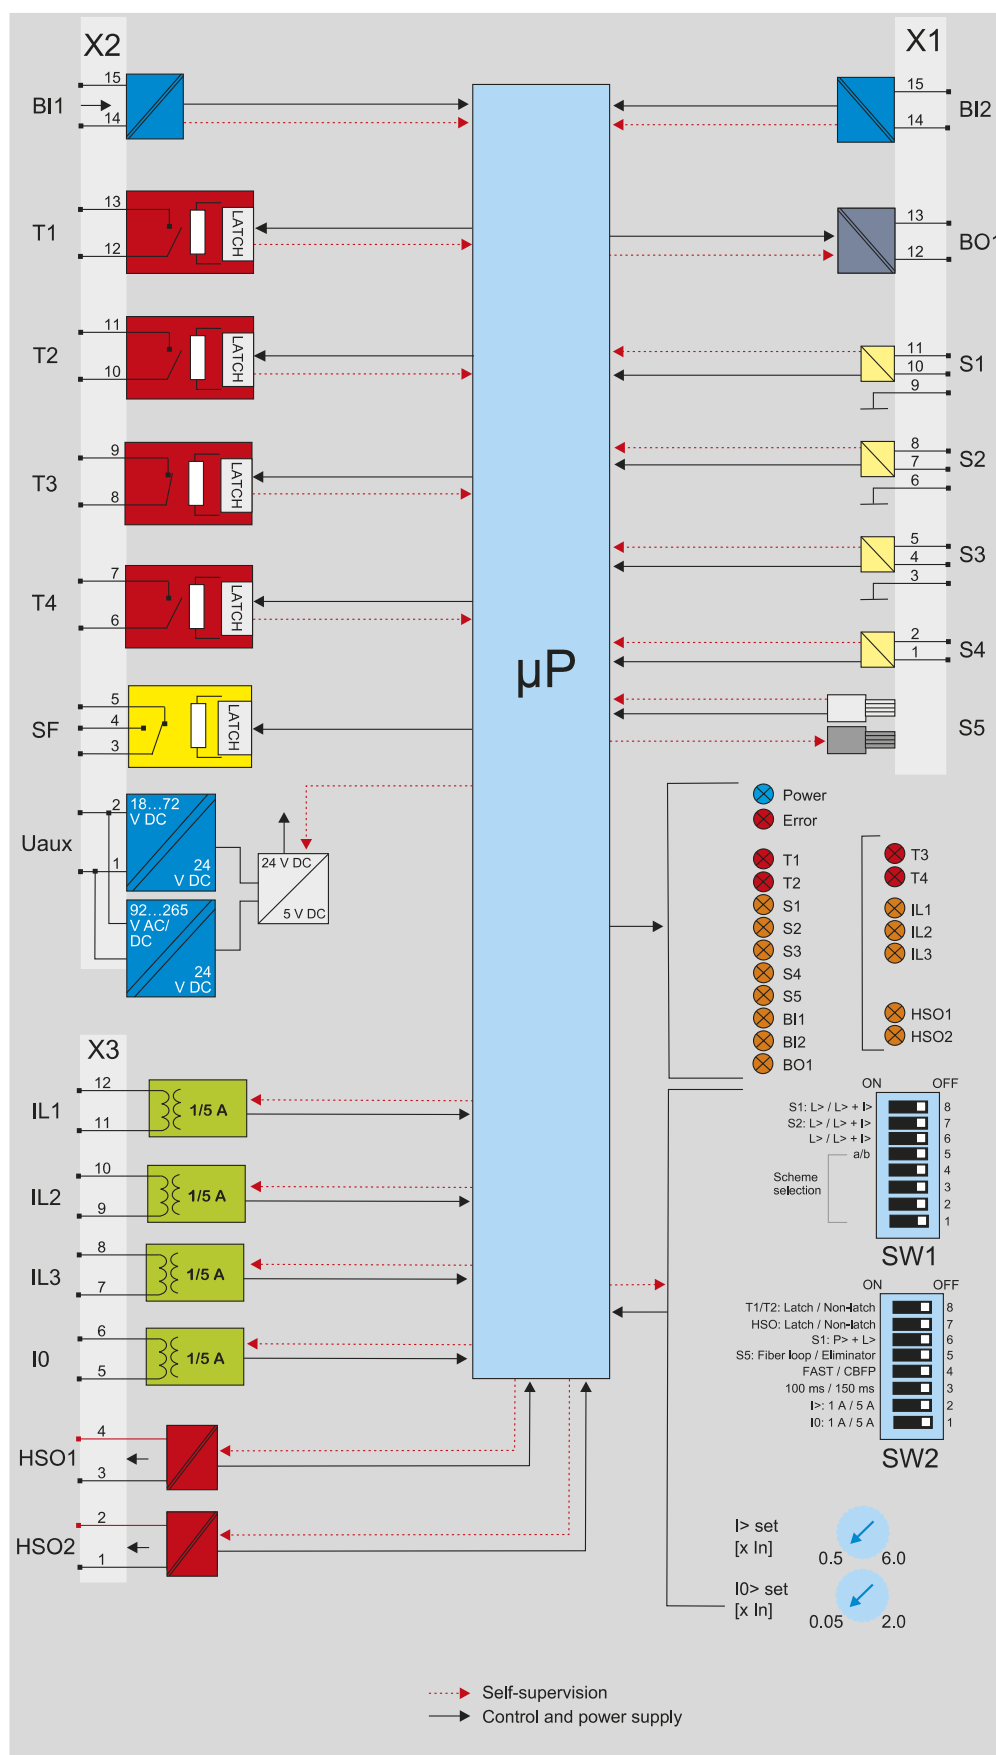 X2
X1
15
BI1
14
15
BI2
14
13
T1
12
LATCH
13
BO1
12
11
T2
10
LATCH
11
10
S1
9
9
T3
8
LATCH
8
7
S2
6
7
T4
6
LATCH
5
4
S3
3
µP
2
S4
1
5
4
SF
3
LATCH
S5
Uaux
2
1
18...72
V DC
24
V DC
92...265
V AC/
DC
24
V DC
24 V DC
5 V DC
Power
Error
T1
T2
S1
S2
S3
S4
S5
BI1
BI2
BO1
T3
T4
IL1
IL2
IL3
HSO1
HSO2
X3
12
IL1
11
1/5 A
10
IL2
9
1/5 A
8
IL3
7
1/5 A
6
I0
5
1/5 A
4
HSO1
3
2
HSO2
1
ON OFF
S1: L> / L> + I> 8
S2: L> / L> + I> 7
L> / L> + I> 6
a/b 5
Scheme
selection
4
3
2
1
SW1
ON OFF
T1/T2: Latch / Non-latch 8
HSO: Latch / Non-latch 7
S1: P> + L> 6
S5: Fiber loop / Eliminator 5
FAST / CBFP 4
100 ms / 150 ms 3
I>: 1 A / 5 A 2
I0: 1 A / 5 A 1
SW2
I> set
[x In]
0.5 6.0
I0> set
[x In]
0.05 2.0
Self-supervision
Control and power supply